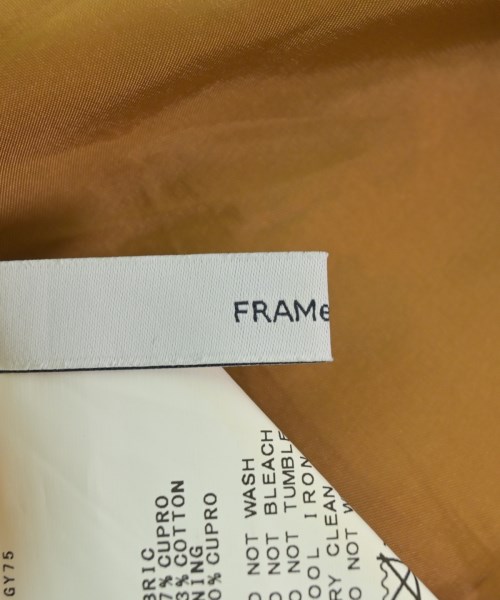 FRAMe
GY75
BRIC
7% CUPRO
3% COTTON
NING
0% CUPRO
O NOT WASH
O NOT BLEACH
O NOT TUMBLE
OOL IRON
RY CLEAN
O NOT W